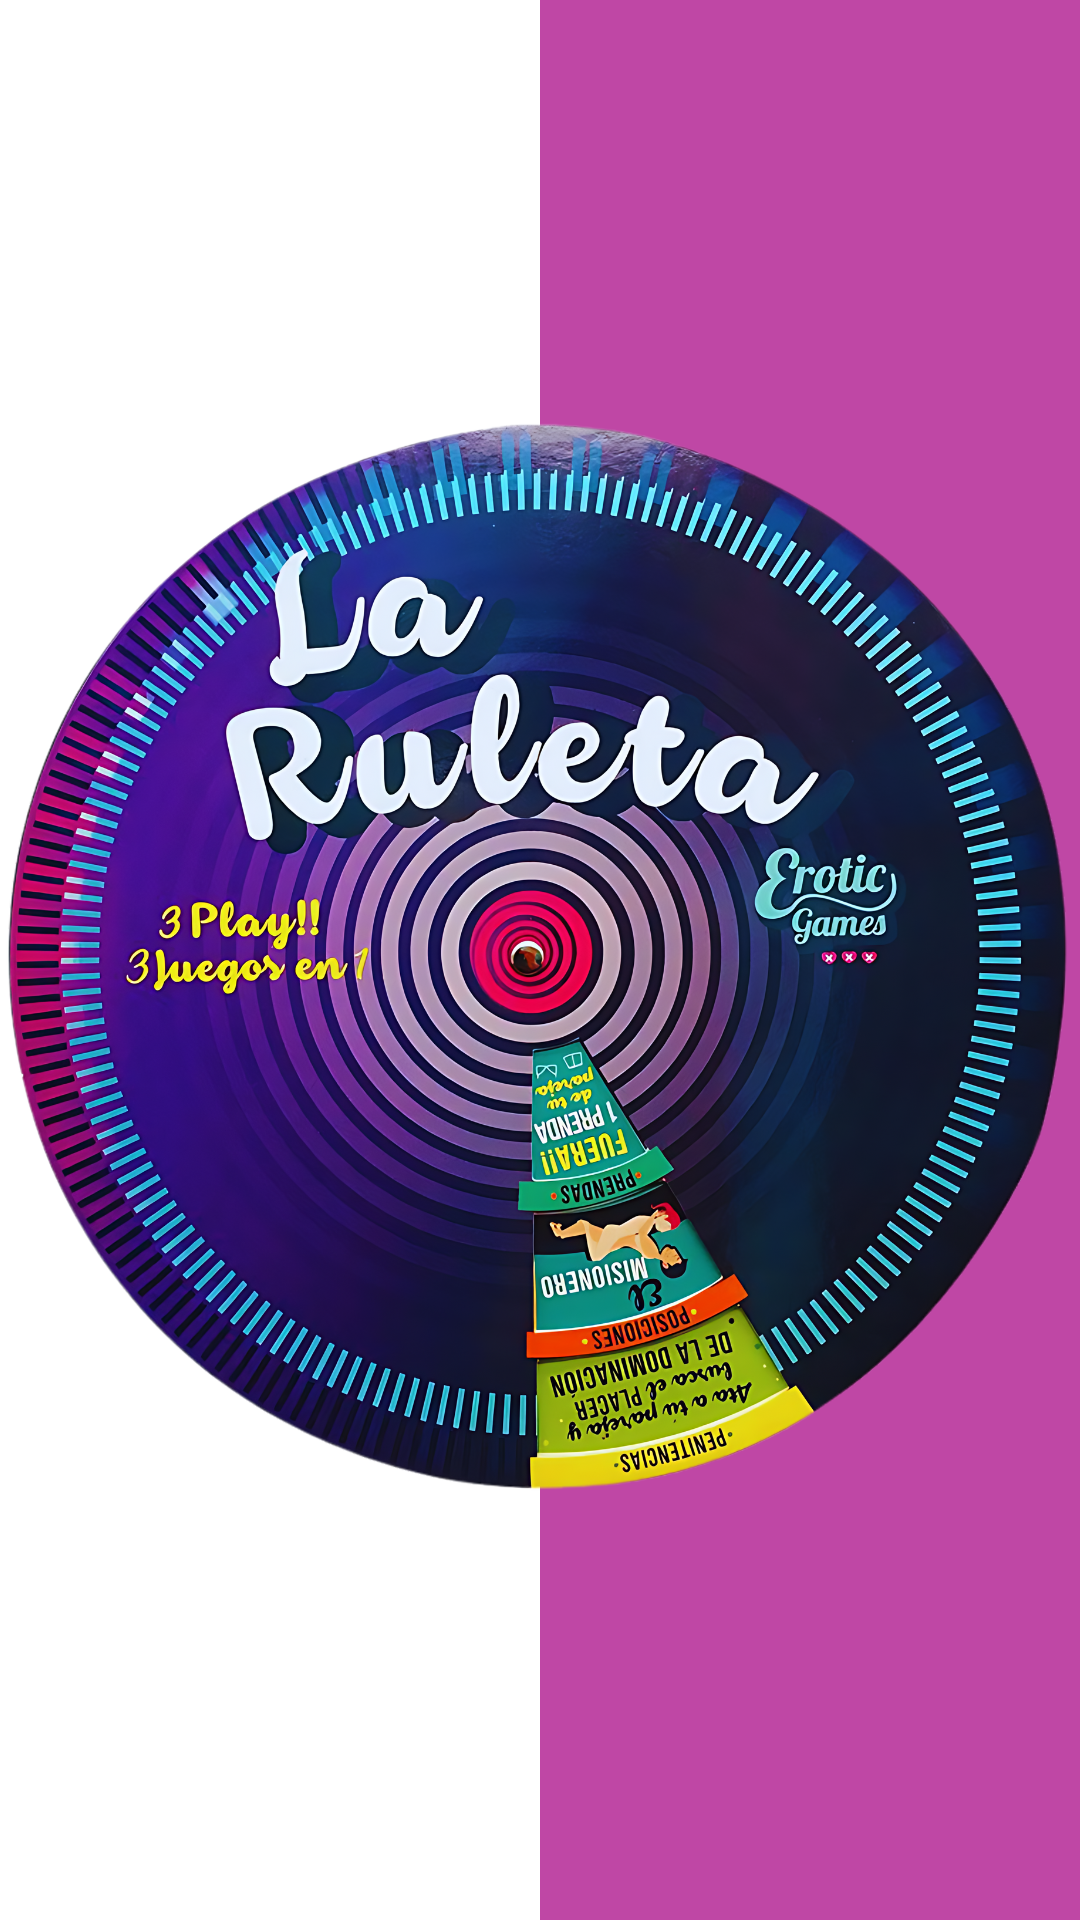 La
Ruleta
Erotic
Games
3 Play!!
3 Juegos en 1
PENITENCIAS
Ata a tú pareja y
busca el PLACER
DE LA DOMINACIÓN
POSICIONES
El
MISIONERO
PRENDAS
FUERA!!
1 PRENDA
de tu
pareja